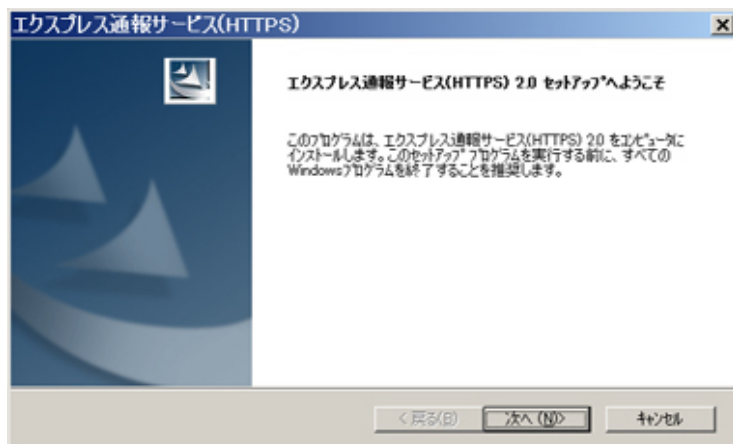 エクスプレス通報サービス(HTTPS)
エクスプレス通報サービス(HTTPS) 2.0 セットアップへようこそ
このプログラムは、エクスプレス通報サービス(HTTPS) 2.0 をコンピュータに
インストールします。このセットアップ プログラムを実行する前に、すべての
Windowsプログラムを終了することを推奨します。
< 戻る(B)
次へ (N)>
キャンセル